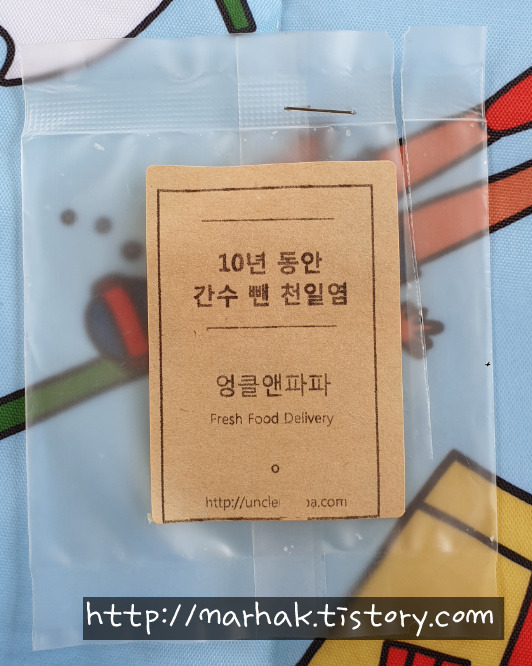 10년 동안
간수 뺀 천일염
엉클앤파파
Fresh Food Delivery
http://marhak.tistory.com